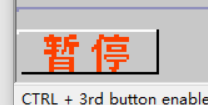 暂停
CTRL + 3rd button enable